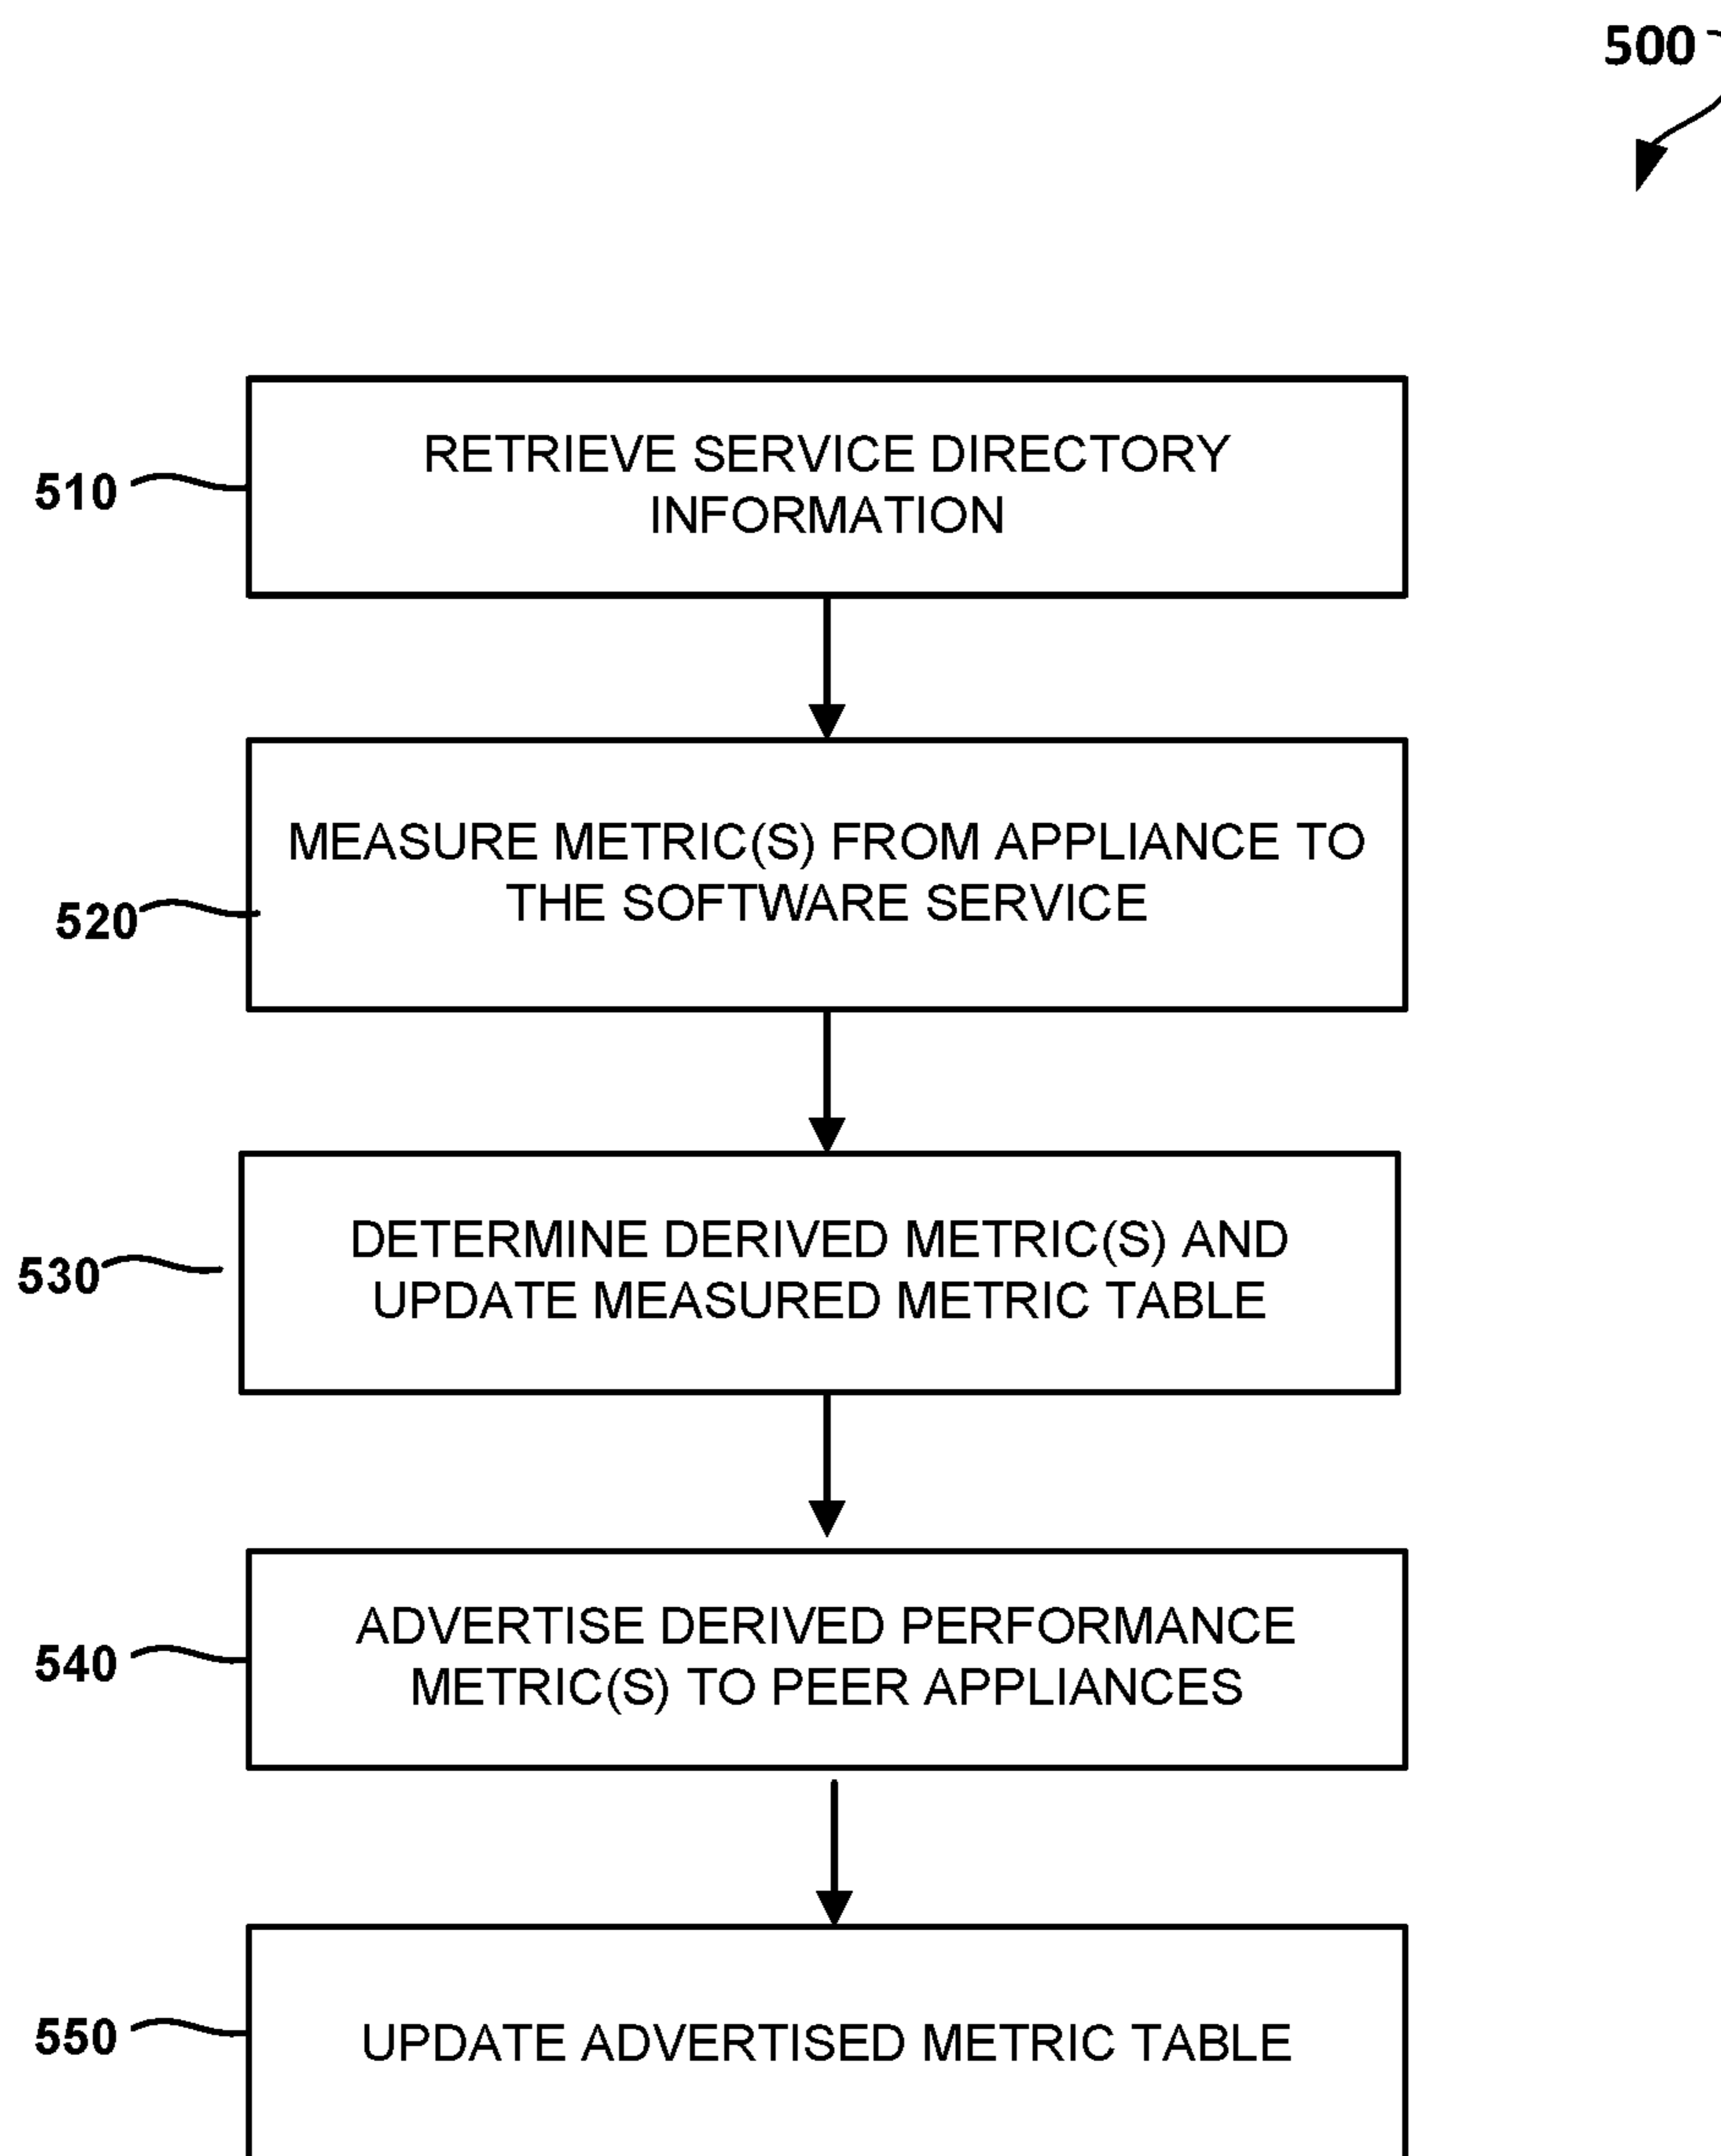 500
510
RETRIEVE SERVICE DIRECTORY
INFORMATION
520
MEASURE METRIC(S) FROM APPLIANCE TO
THE SOFTWARE SERVICE
530
DETERMINE DERIVED METRIC(S) AND
UPDATE MEASURED METRIC TABLE
540
ADVERTISE DERIVED PERFORMANCE
METRIC(S) TO PEER APPLIANCES
550
UPDATE ADVERTISED METRIC TABLE